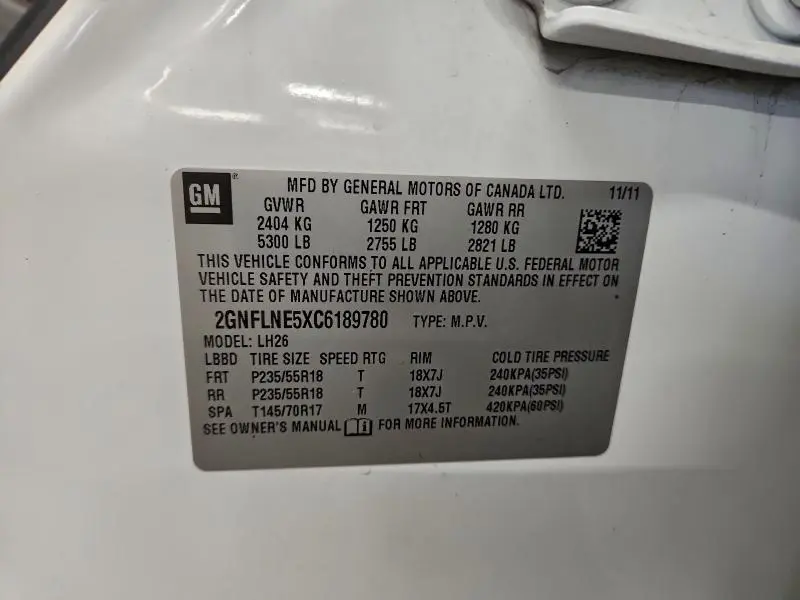 GM® MFD BY GENERAL MOTORS OF CANADA LTD. 11/11
GVWR GAWR FRT GAWR RR
2404 KG 1250 KG 1280 KG
5300 LB 2755 LB 2821 LB
THIS VEHICLE CONFORMS TO ALL APPLICABLE U.S. FEDERAL MOTOR
VEHICLE SAFETY AND THEFT PREVENTION STANDARDS IN EFFECT ON
THE DATE OF MANUFACTURE SHOWN ABOVE.
2GNFLNE5XC6189780 TYPE: M.P.V.
MODEL: LH26
LBBD TIRE SIZE SPEED RTG RIM COLD TIRE PRESSURE
FRT P235/55R18 T 18X7J 240KPA(35PSI)
RR P235/55R18 T 18X7J 240KPA(35PSI)
SPA T145/70R17 M 17X4.5T 420KPA(60PSI)
SEE OWNER'S MANUAL FOR MORE INFORMATION.